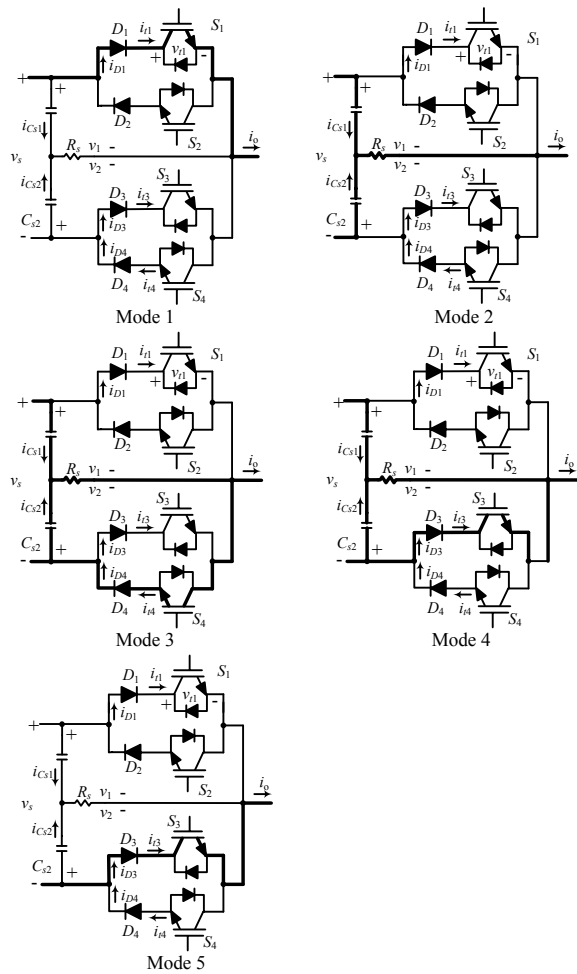 D1 it1 S1
+ vt1 -
iD1
+ +
D2
iCs1 S2
Rs v1 - io
vs v2 -
iCs2 S3
D3 it3
Cs2 iD3
+ iD4
-
D4 it4 S4
Mode 1
D1 it1 S1
+ vt1 -
iD1
+ +
D2
iCs1 S2
Rs v1 - io
vs v2 -
iCs2 S3
D3 it3
Cs2 iD3
+ iD4
-
D4 it4 S4
Mode 2
D1 it1 S1
+ vt1 -
iD1
+ +
D2
iCs1 S2
Rs v1 - io
vs v2 -
iCs2 S3
D3 it3
Cs2 iD3
+ iD4
-
D4 it4 S4
Mode 3
D1 it1 S1
+ vt1 -
iD1
+ +
D2
iCs1 S2
Rs v1 - io
vs v2 -
iCs2 S3
D3 it3
Cs2 iD3
+ iD4
-
D4 it4 S4
Mode 4
D1 it1 S1
+ vt1 -
iD1
+ +
D2
iCs1 S2
Rs v1 - io
vs v2 -
iCs2 S3
D3 it3
Cs2 iD3
+ iD4
-
D4 it4 S4
Mode 5